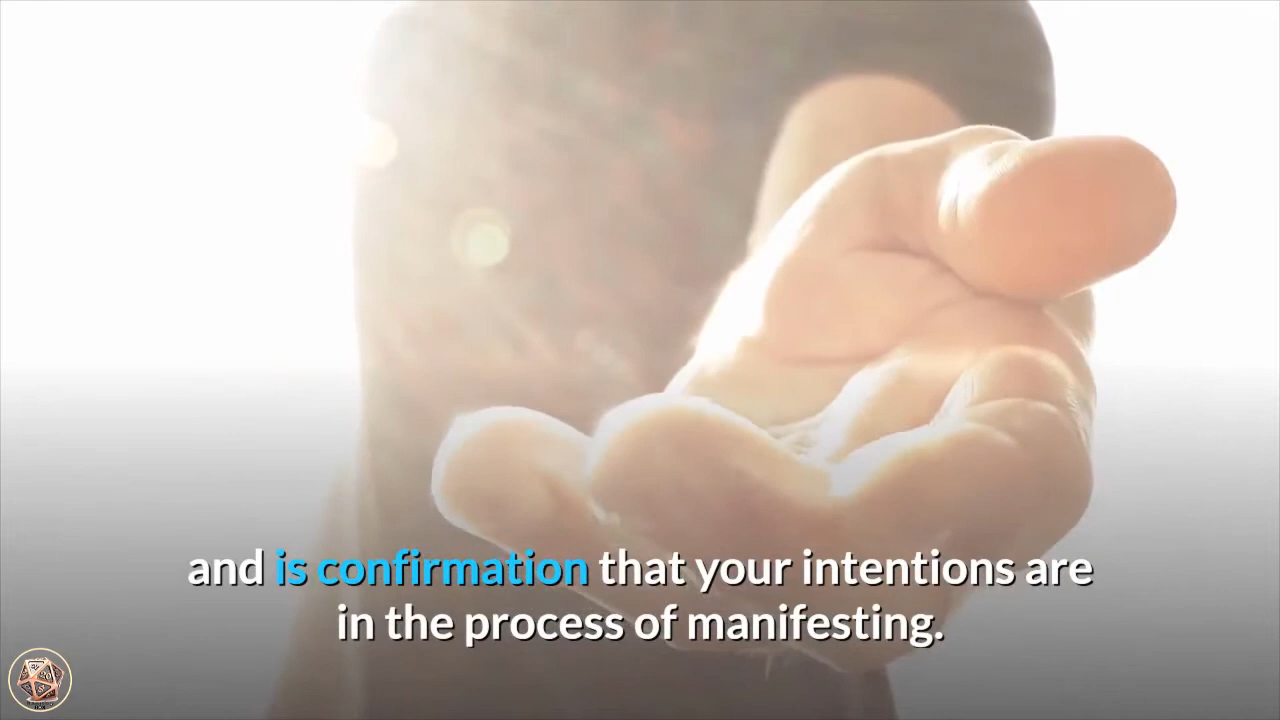 and is confirmation that your intentions are
in the process of manifesting.